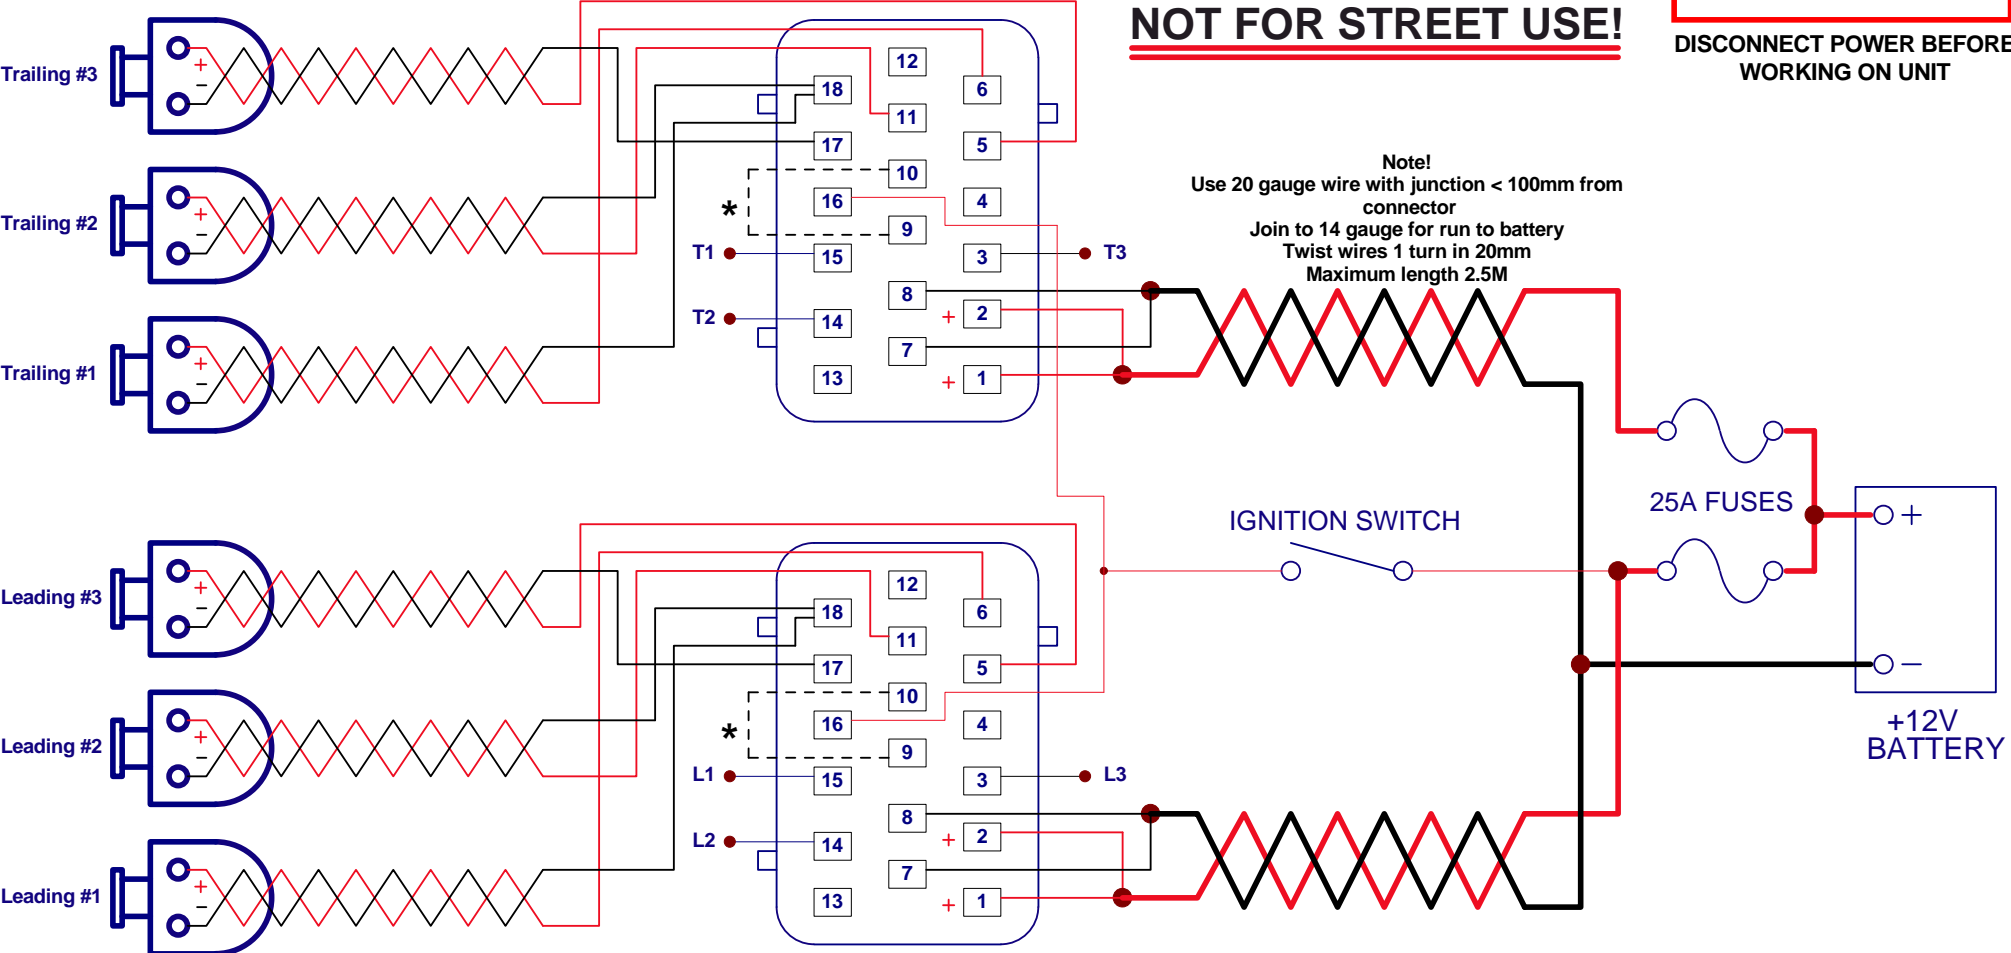 NOT FOR STREET USE!
DISCONNECT POWER BEFORE
WORKING ON UNIT
Trailing #3
+
−
12
18
6
11
17
5
10
Trailing #2
+
−
*
16
4
9
T1
15
3
T3
Note!
Use 20 gauge wire with junction < 100mm from
connector
Join to 14 gauge for run to battery
Twist wires 1 turn in 20mm
Maximum length 2.5M
8
T2
14
+ 2
7
Trailing #1
+
−
13
+ 1
25A FUSES
+
−
+12V
BATTERY
IGNITION SWITCH
Leading #3
+
−
12
18
6
11
17
5
10
Leading #2
+
−
*
16
4
9
L1
15
3
L3
8
L2
14
+ 2
7
Leading #1
+
−
13
+ 1